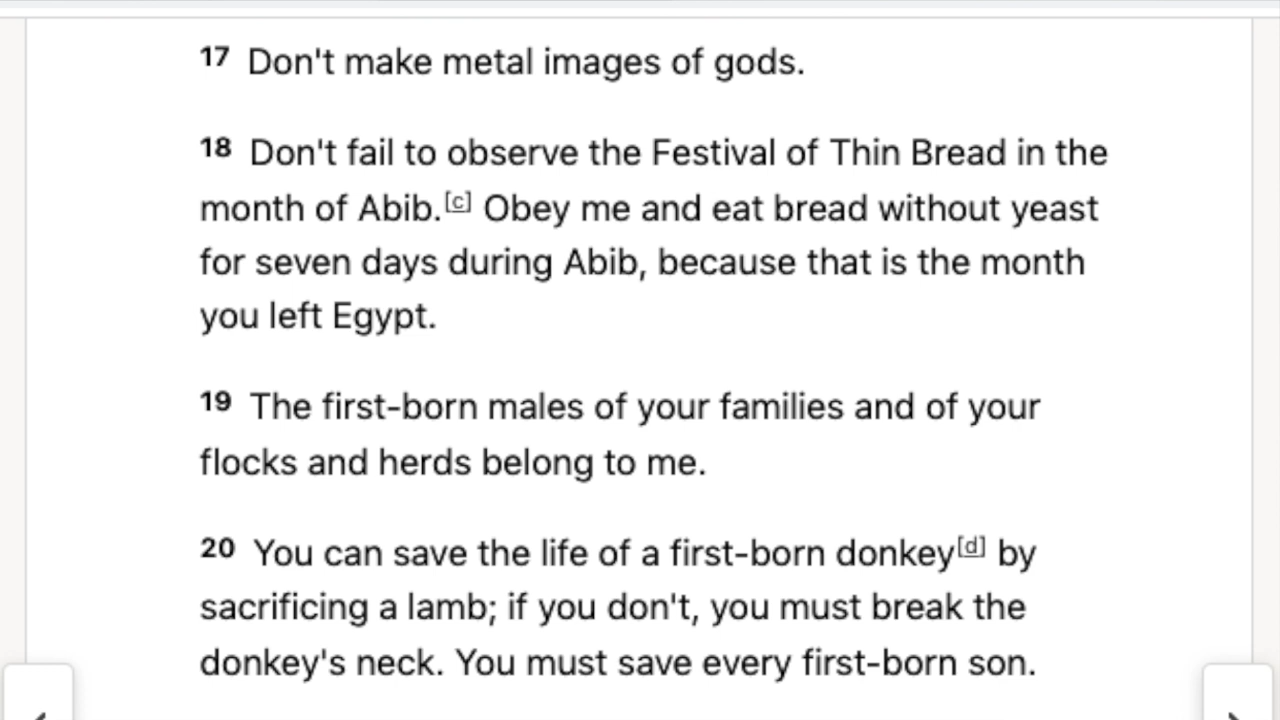 17 Don't make metal images of gods.
18 Don't fail to observe the Festival of Thin Bread in the
month of Abib.[c] Obey me and eat bread without yeast
for seven days during Abib, because that is the month
you left Egypt.
19 The first-born males of your families and of your
flocks and herds belong to me.
20 You can save the life of a first-born donkey[d] by
sacrificing a lamb; if you don't, you must break the
donkey's neck. You must save every first-born son.